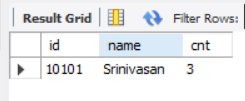 Result Grid Filter Rows:
id name cnt
10101 Srinivasan 3